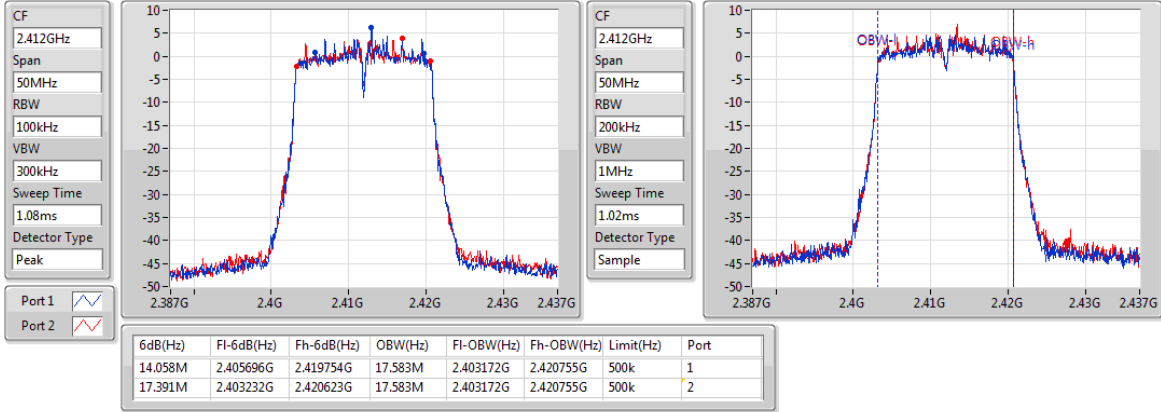 CF
2.412GHz
Span
50MHz
RBW
100kHz
VBW
300kHz
Sweep Time
1.08ms
Detector Type
Peak
Port 1
Port 2
10-
5-
0-
-5-
-10-
-15-
-20-
-25-
-30-
-35-
-40-
-45-
-50-
2.387G 2.4G 2.41G 2.42G 2.43G 2.437G
CF
2.412GHz
Span
50MHz
RBW
200kHz
VBW
1MHz
Sweep Time
1.02ms
Detector Type
Sample
10-
5-
0-
-5-
-10-
-15-
-20-
-25-
-30-
-35-
-40-
-45-
-50-
OBW-l OBW-h
2.387G 2.4G 2.41G 2.42G 2.43G 2.437G
6dB(Hz) Fl-6dB(Hz) Fh-6dB(Hz) OBW(Hz) Fl-OBW(Hz) Fh-OBW(Hz) Limit(Hz) Port
14.058M 2.405696G 2.419754G 17.583M 2.403172G 2.420755G 500k 1
17.391M 2.403232G 2.420623G 17.583M 2.403172G 2.420755G 500k 2